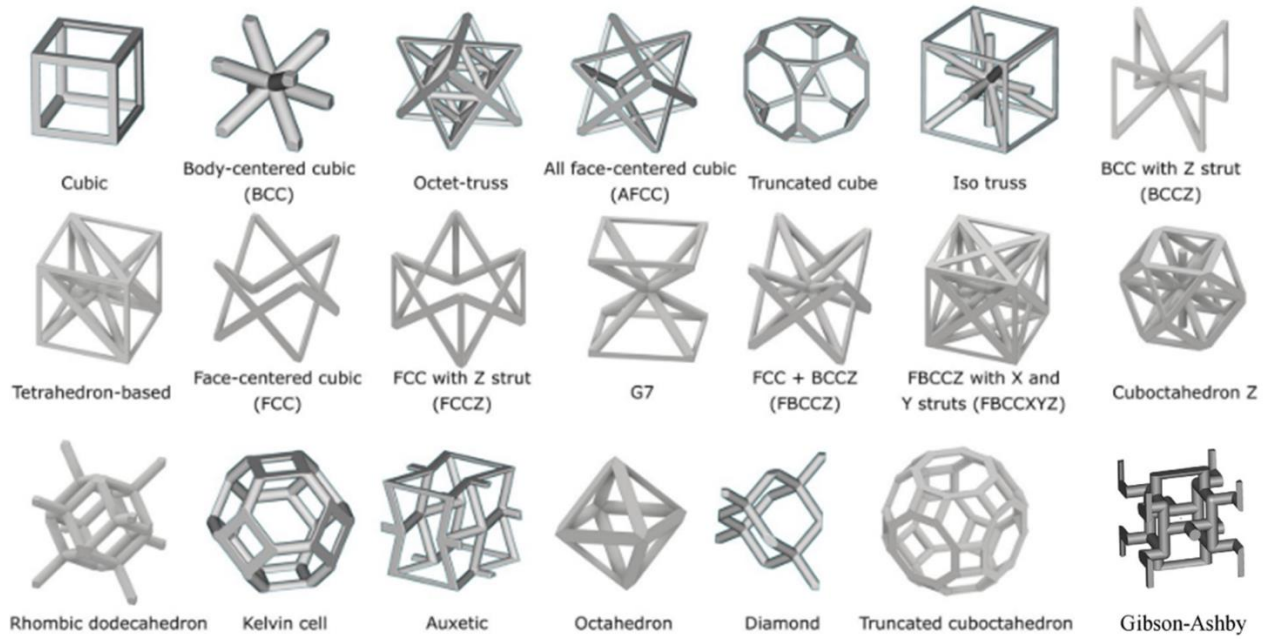 Cubic
Body-centered cubic
(BCC)
Octet-truss
All face-centered cubic
(AFCC)
Truncated cube
Iso truss
BCC with Z strut
(BCCZ)
Tetrahedron-based
Face-centered cubic
(FCC)
FCC with Z strut
(FCCZ)
G7
FCC + BCCZ
(FBCCZ)
FBCCZ with X and
Y struts (FBCCXYZ)
Cuboctahedron Z
Rhombic dodecahedron
Kelvin cell
Auxetic
Octahedron
Diamond
Truncated cuboctahedron
Gibson-Ashby